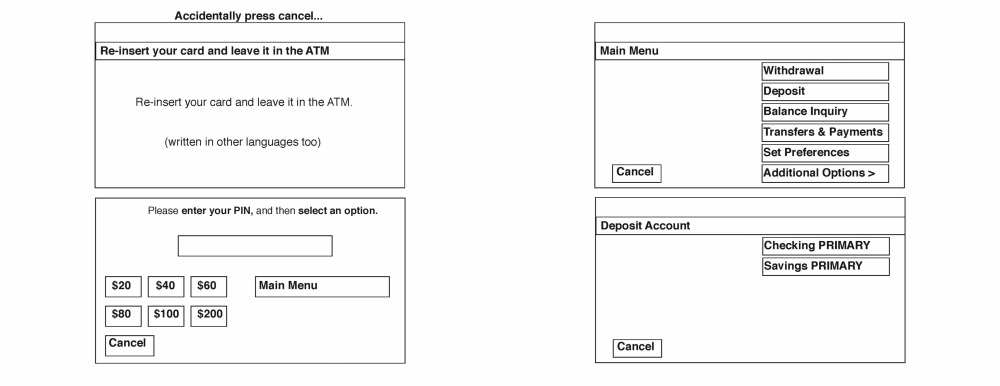 Accidentally press cancel...
Re-insert your card and leave it in the ATM
Re-insert your card and leave it in the ATM.
(written in other languages too)
Please enter your PIN, and then select an option.
$20 $40 $60 Main Menu
$80 $100 $200
Cancel
Main Menu
Withdrawal
Deposit
Balance Inquiry
Transfers & Payments
Set Preferences
Cancel Additional Options >
Deposit Account
Checking PRIMARY
Savings PRIMARY
Cancel